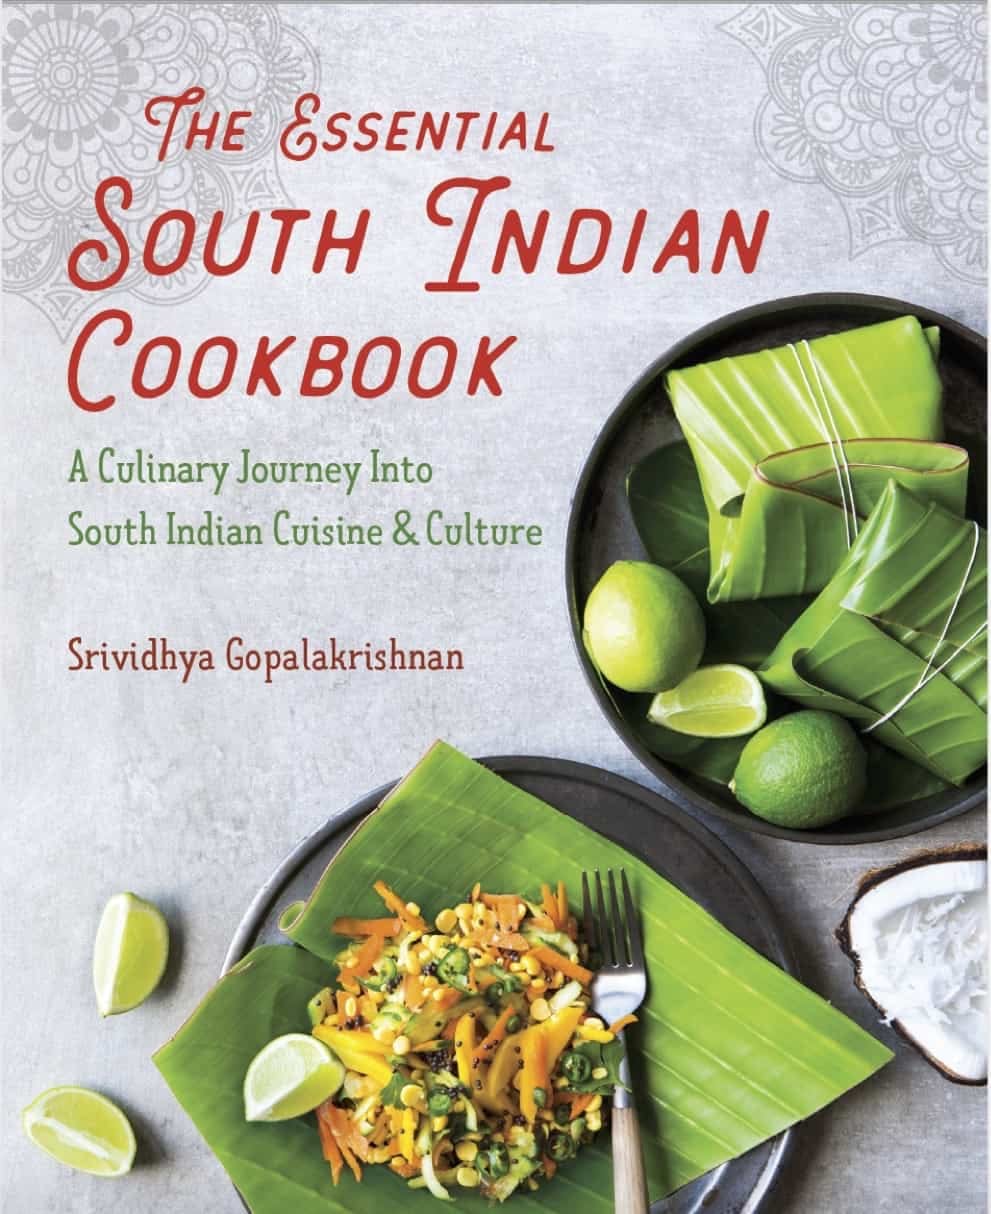 The Essential
South Indian
Cookbook
A Culinary Journey Into
South Indian Cuisine & Culture
Srividhya Gopalakrishnan